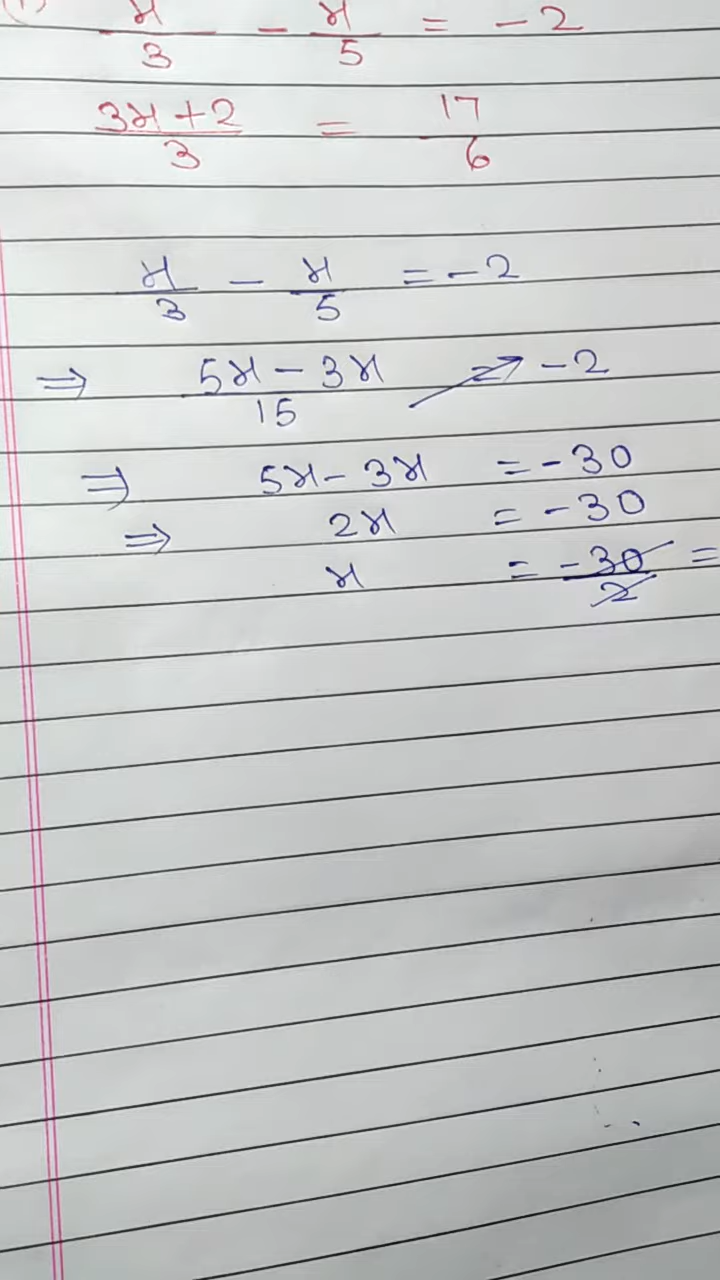 x/3 - x/5 = -2
(3x+2)/3 = 17/6
x/3 - x/5 = -2
⇒ (5x - 3x)/15 = -2
⇒ 5x - 3x = -30
⇒ 2x = -30
x = -30/2 =